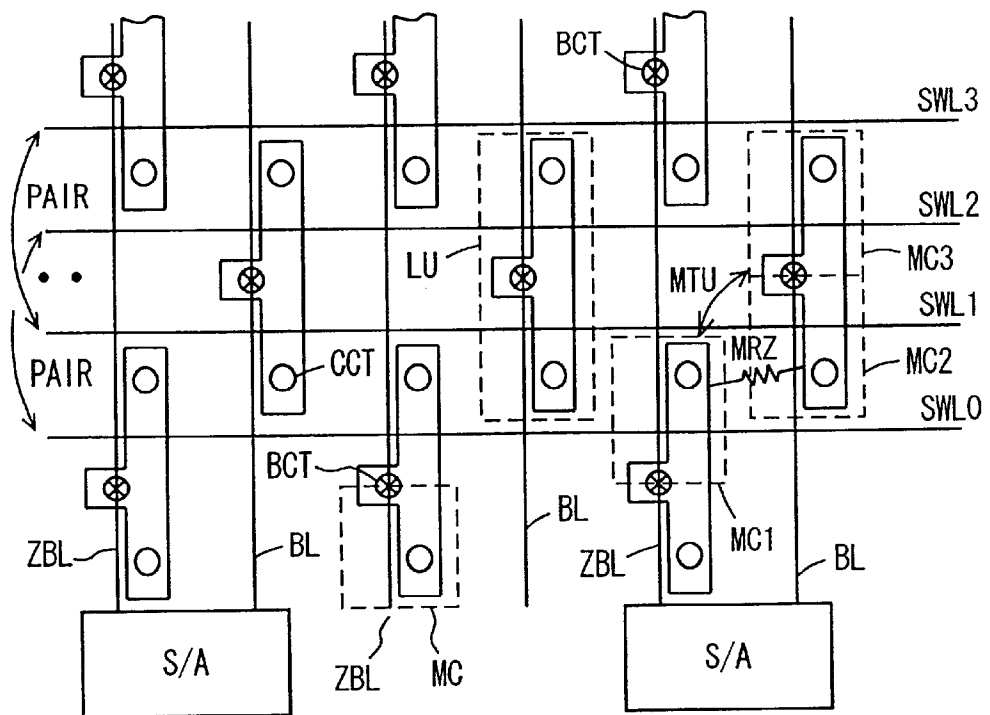 BCT
SWL3
PAIR
SWL2
LU
MTU
MC3
SWL1
PAIR
CCT
MRZ
MC2
SWL0
BCT
BL
MC1
ZBL
BL
ZBL
BL
S/A
ZBL
MC
S/A